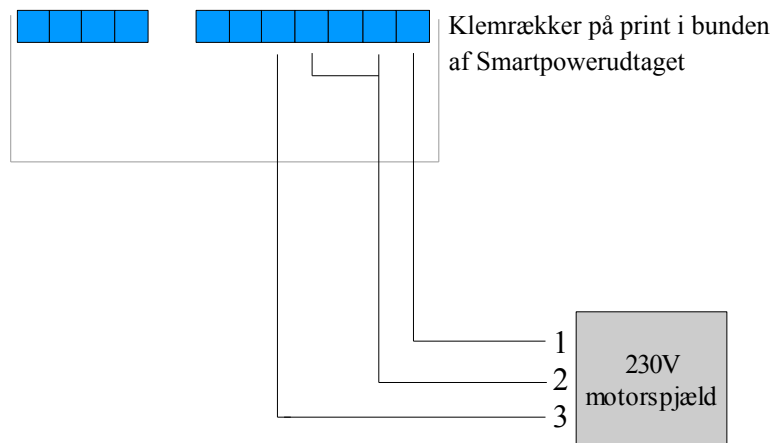 Klemrækker på print i bunden
af Smartpowerudtaget
1
2
3
230V
motorspjæld